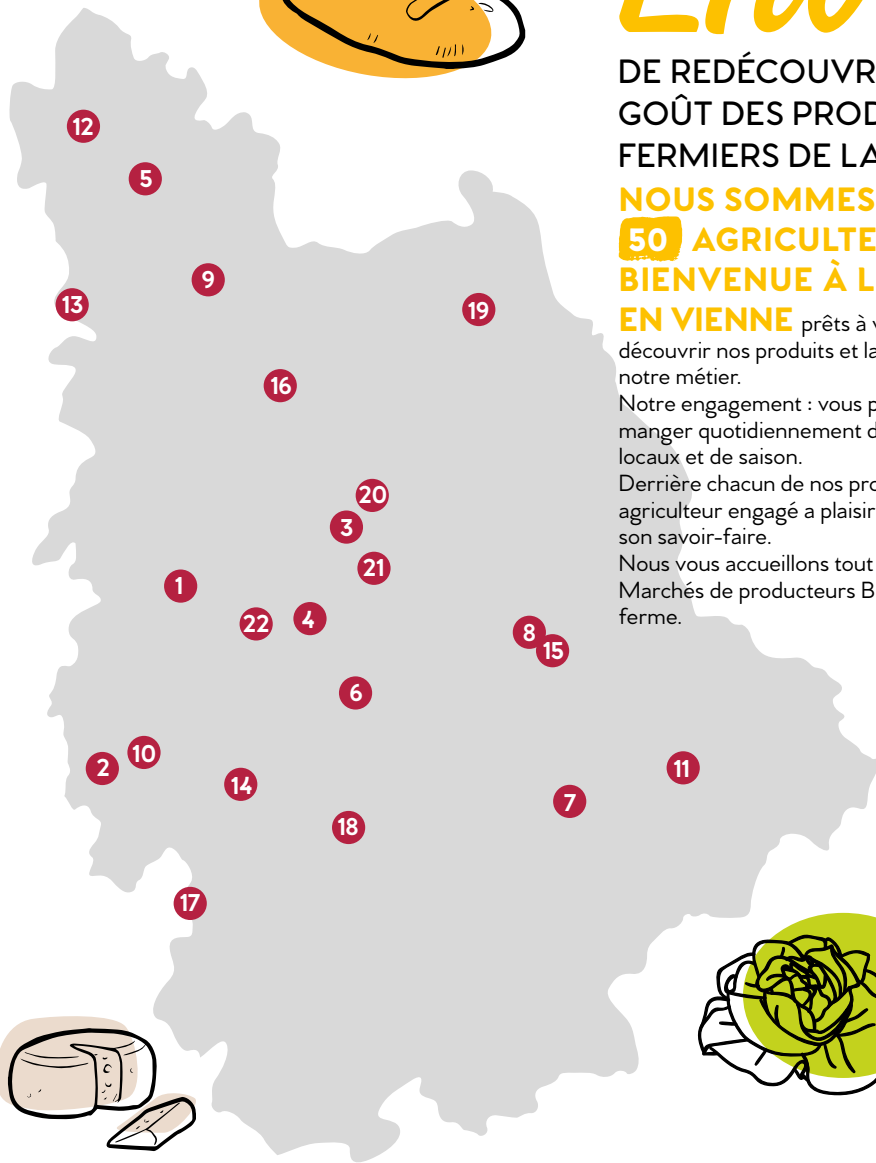 12
5
9
13
19
16
20
3
21
1
22
4
8
15
6
10
2
14
11
7
18
17
DE REDÉCOUVR
GOÛT DES PROD
FERMIERS DE LA
NOUS SOMMES
50 AGRICULTE
BIENVENUE À L
EN VIENNE prêts à v
découvrir nos produits et la
notre métier.
Notre engagement : vous p
manger quotidiennement d
locaux et de saison.
Derrière chacun de nos pro
agriculteur engagé a plaisir
son savoir-faire.
Nous vous accueillons tout
Marchés de producteurs B
ferme.